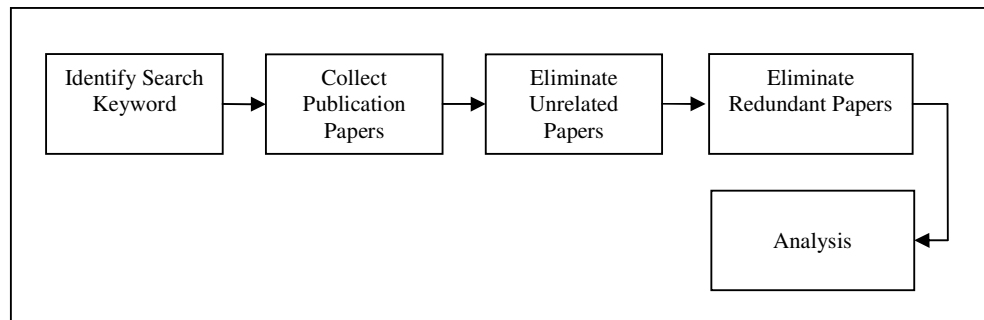 Identify Search
Keyword
Collect
Publication
Papers
Eliminate
Unrelated
Papers
Eliminate
Redundant Papers
Analysis